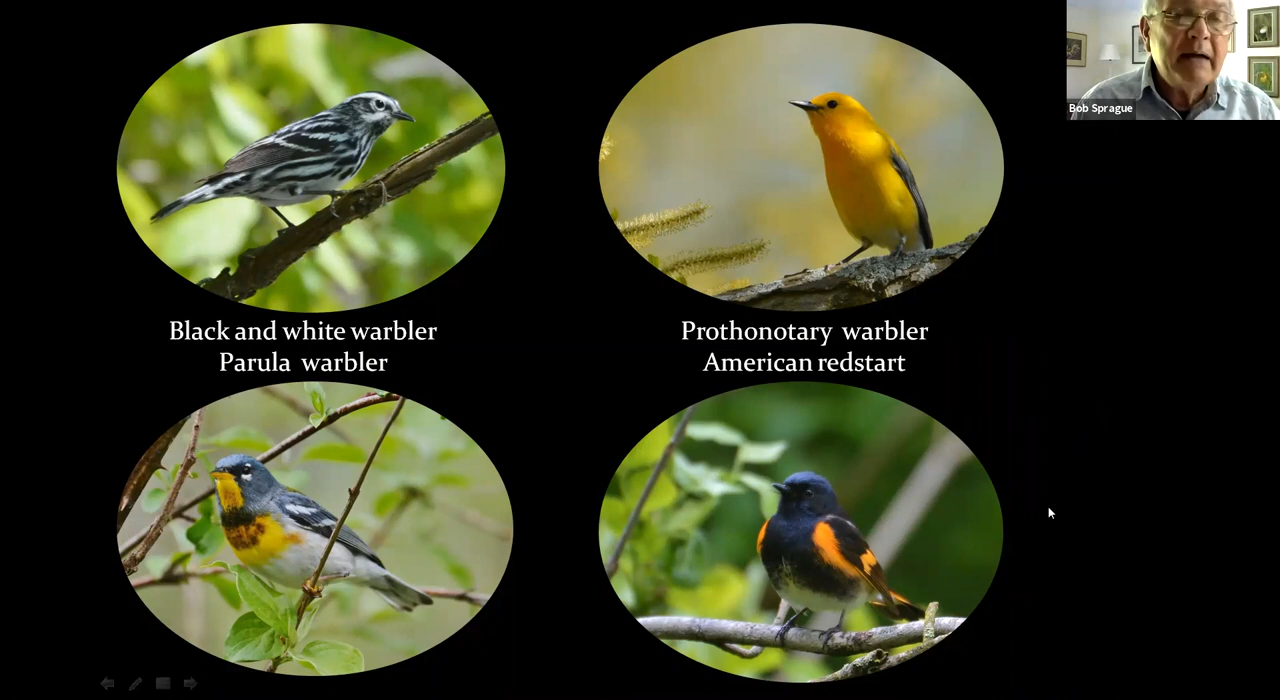 Bob Sprague
Black and white warbler
Parula warbler
Prothonotary warbler
American redstart